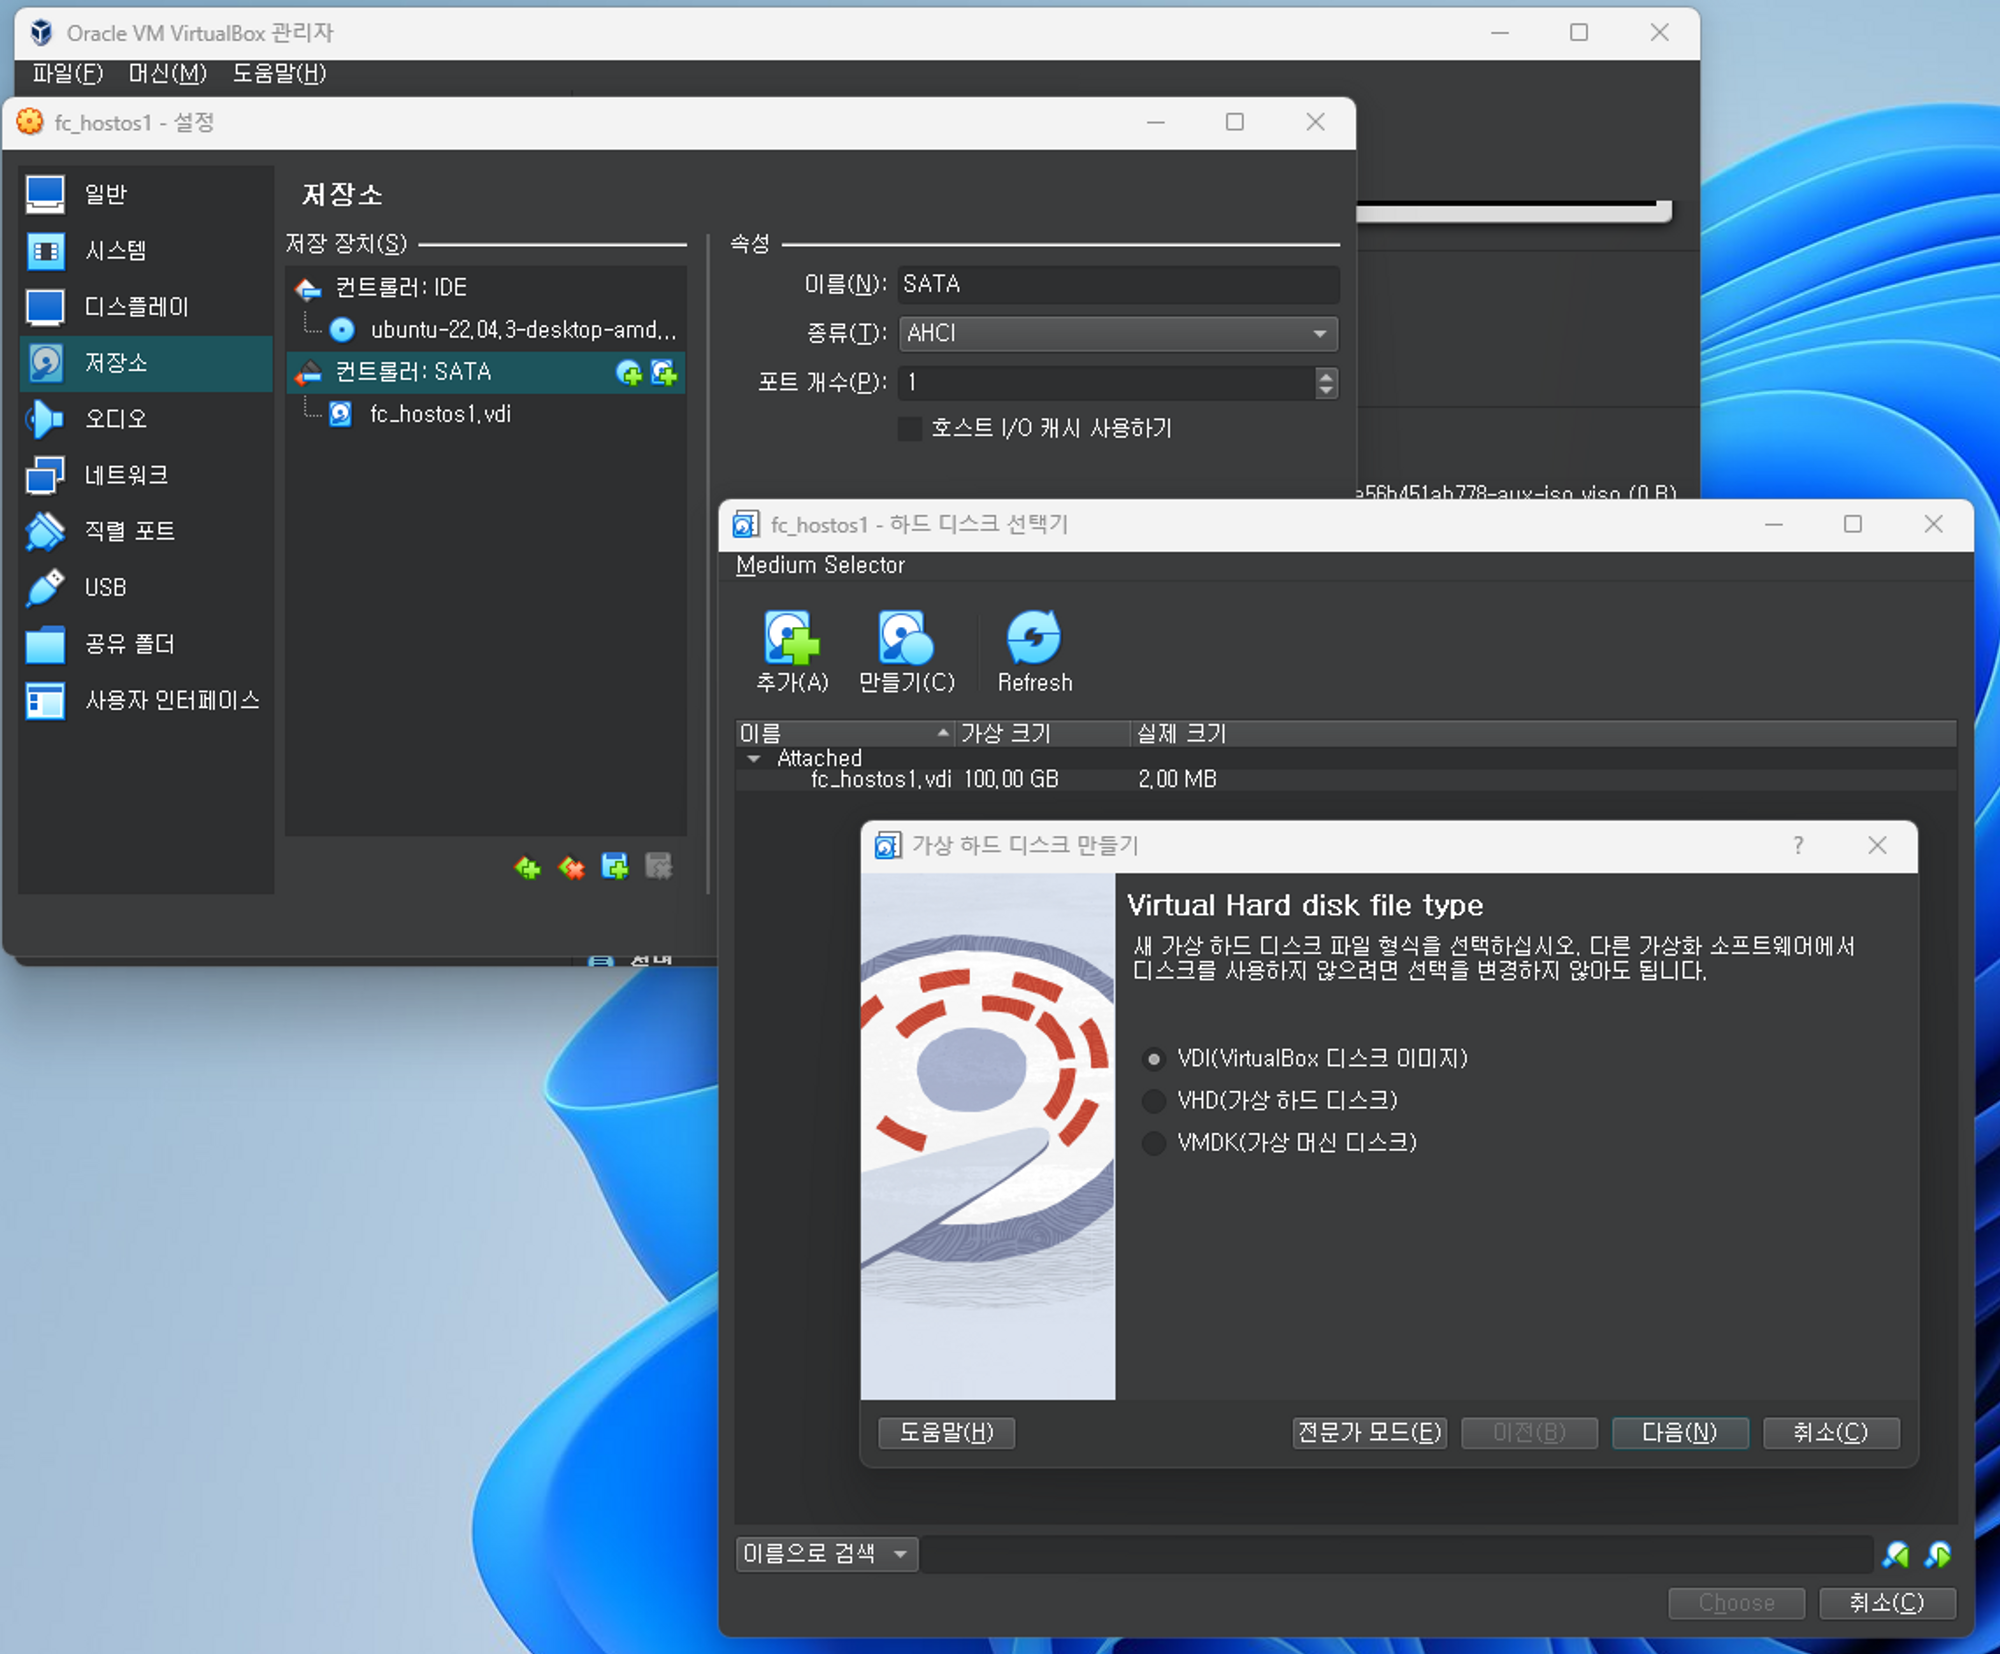 Oracle VM VirtualBox 관리자
파일(F) 머신(M) 도움말(H)
fc_hostos1 - 설정
일반
시스템
디스플레이
저장소
오디오
네트워크
직렬 포트
USB
공유 폴더
사용자 인터페이스
저장소
저장 장치(S)
컨트롤러: IDE
ubuntu-22,04,3-desktop-amd,,,
컨트롤러: SATA
fc_hostos1,vdi
속성
이름(N): SATA
종류(T): AHCI
포트 개수(P): 1
호스트 I/O 캐시 사용하기
e56b451ab778-aux-iso,viso (0 B)
fc_hostos1 - 하드 디스크 선택기
Medium Selector
추가(A) 만들기(C) Refresh
이름 가상 크기 실제 크기
Attached
fc_hostos1,vdi 100,00 GB 2,00 MB
가상 하드 디스크 만들기 ?
Virtual Hard disk file type
새 가상 하드 디스크 파일 형식을 선택하십시오. 다른 가상화 소프트웨어에서
디스크를 사용하지 않으려면 선택을 변경하지 않아도 됩니다.
VDI(VirtualBox 디스크 이미지)
VHD(가상 하드 디스크)
VMDK(가상 머신 디스크)
도움말(H) 전문가 모드(E) 이전(B) 다음(N) 취소(C)
이름으로 검색
Choose 취소(C)